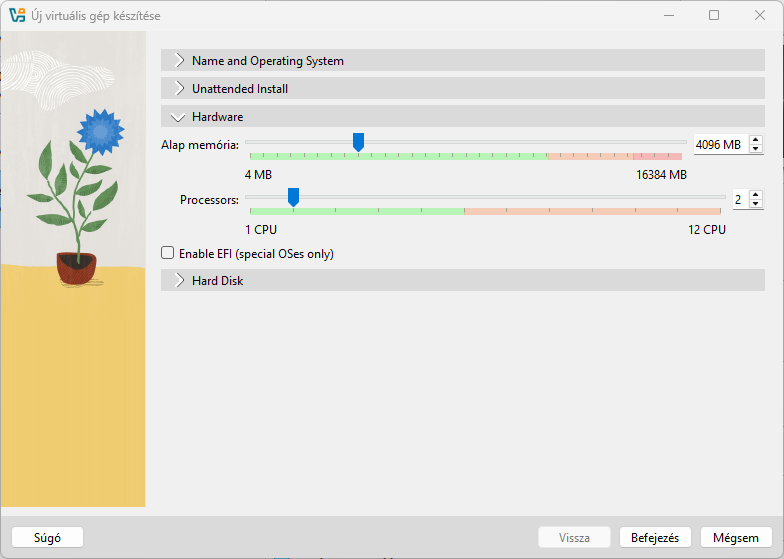 Új virtuális gép készítése
Name and Operating System
Unattended Install
Hardware
Alap memória: 4096 MB
4 MB 16384 MB
Processors: 2
1 CPU 12 CPU
Enable EFI (special OSes only)
Hard Disk
Súgó Vissza Befejezés Mégsem